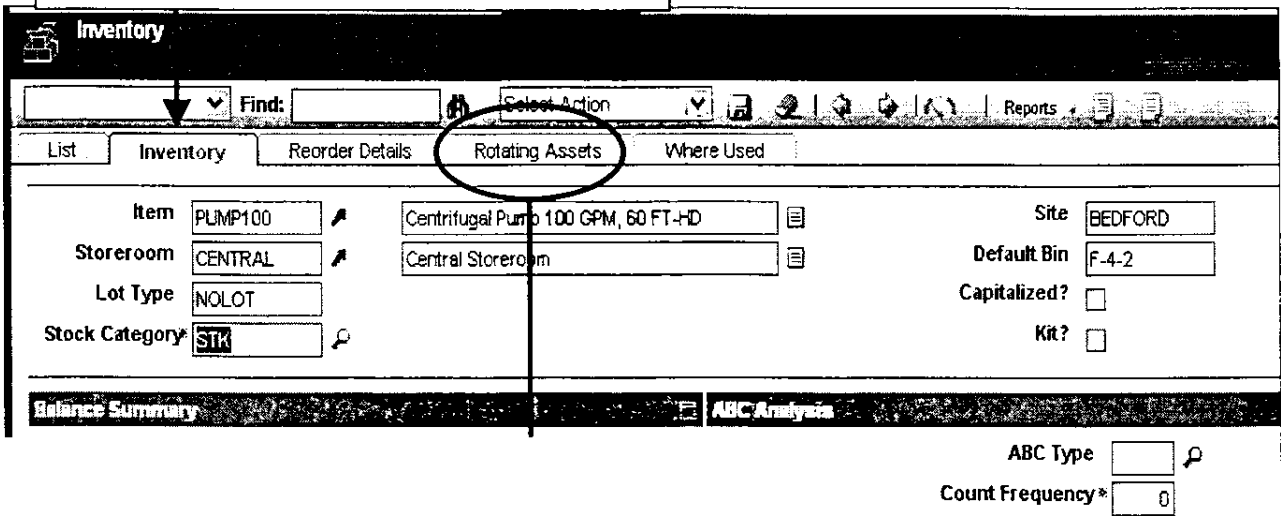 Inventory
Find: Select Action Reports
List Inventory Reorder Details Rotating Assets Where Used
Item PUMP100 Centrifugal Pump 100 GPM, 60 FT-HD Site BEDFORD
Storeroom CENTRAL Central Storeroom Default Bin F-4-2
Lot Type NOLOT Capitalized?
Stock Category* STK Kit?
Balance Summary ABC Analysis
ABC Type
Count Frequency* 0